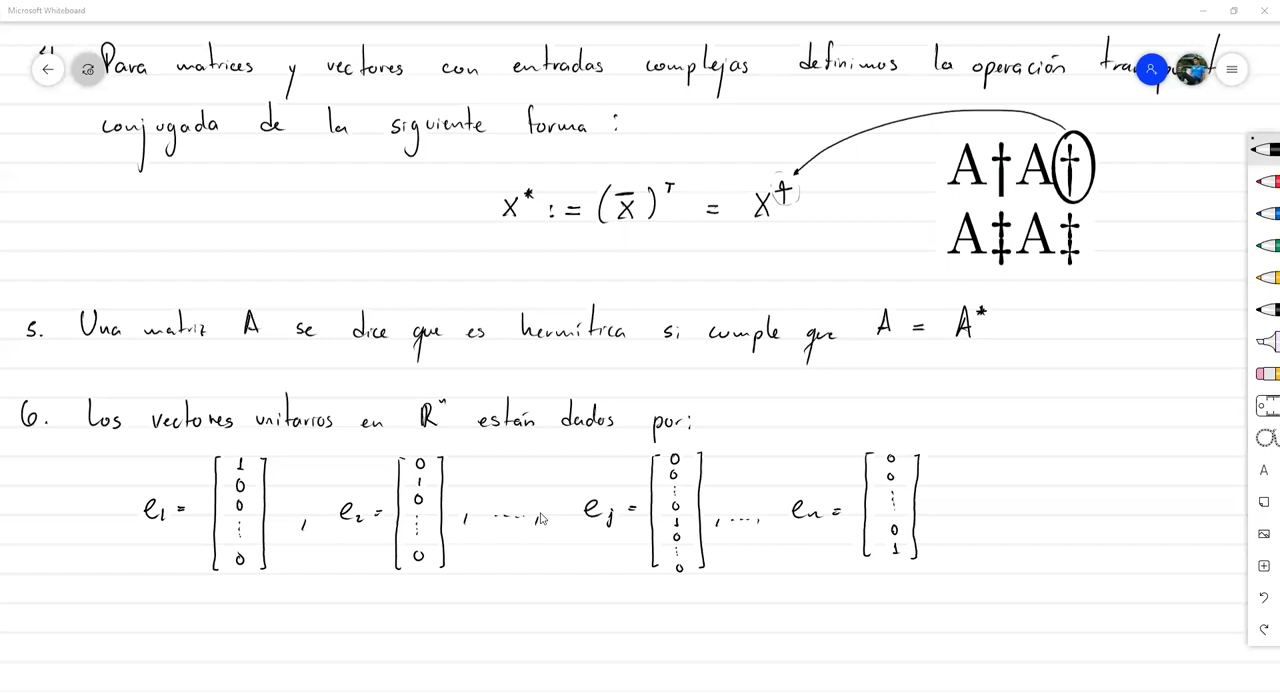 Microsoft Whiteboard
Para matrices y vectores con entradas complejas definimos la operación
conjugada de la siguiente forma :
A†A†
x* := (x̄)ᵀ = x†
A‡A‡
5. Una matriz A se dice que es hermítica si cumple que A = A*
6. Los vectores unitarios en ℝⁿ están dados por:
e₁ = [1 0 0 ⋮ 0] , e₂ = [0 1 0 ⋮ 0] , ....., eⱼ = [0 0 ⋮ 0 1 0 ⋮ 0] , ...., eₙ = [0 0 ⋮ 0 1]